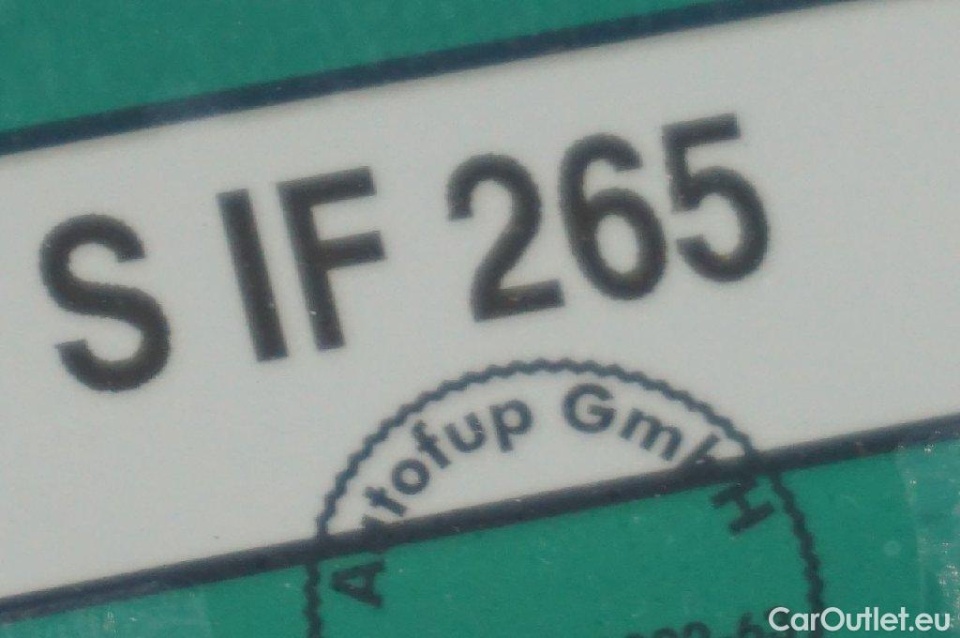 S IF 265
Autofup GmbH
CarOutlet.eu